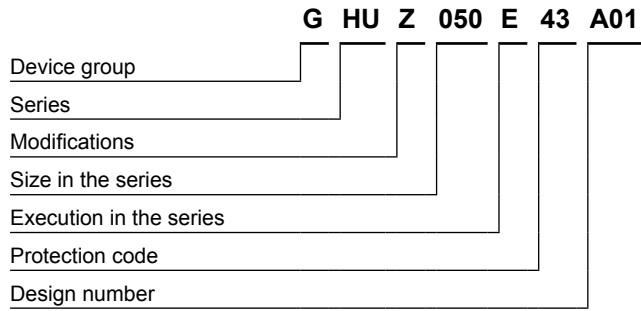 G HU Z 050 E 43 A01
Device group
Series
Modifications
Size in the series
Execution in the series
Protection code
Design number